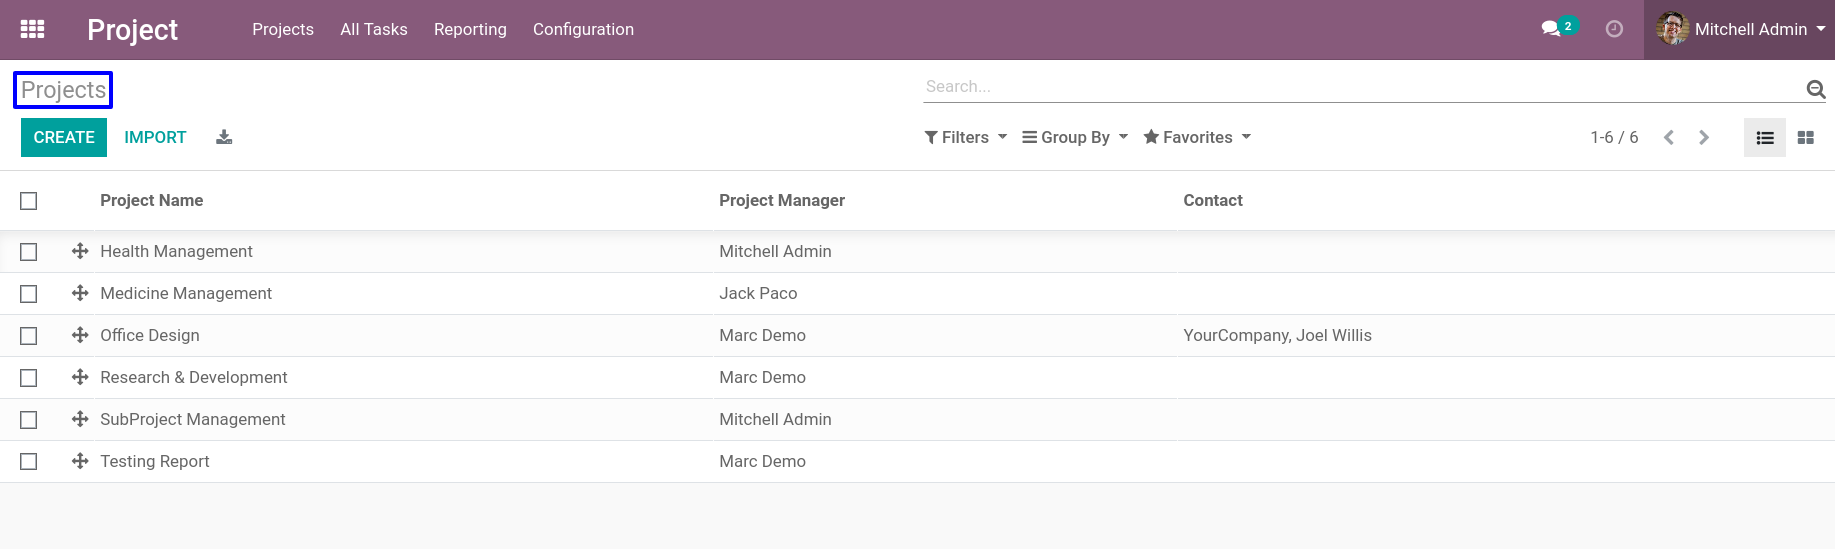 Project Projects All Tasks Reporting Configuration 2 Mitchell Admin
Projects Search...
CREATE IMPORT Filters Group By Favorites 1-6 / 6
Project Name Project Manager Contact
Health Management Mitchell Admin
Medicine Management Jack Paco
Office Design Marc Demo YourCompany, Joel Willis
Research & Development Marc Demo
SubProject Management Mitchell Admin
Testing Report Marc Demo